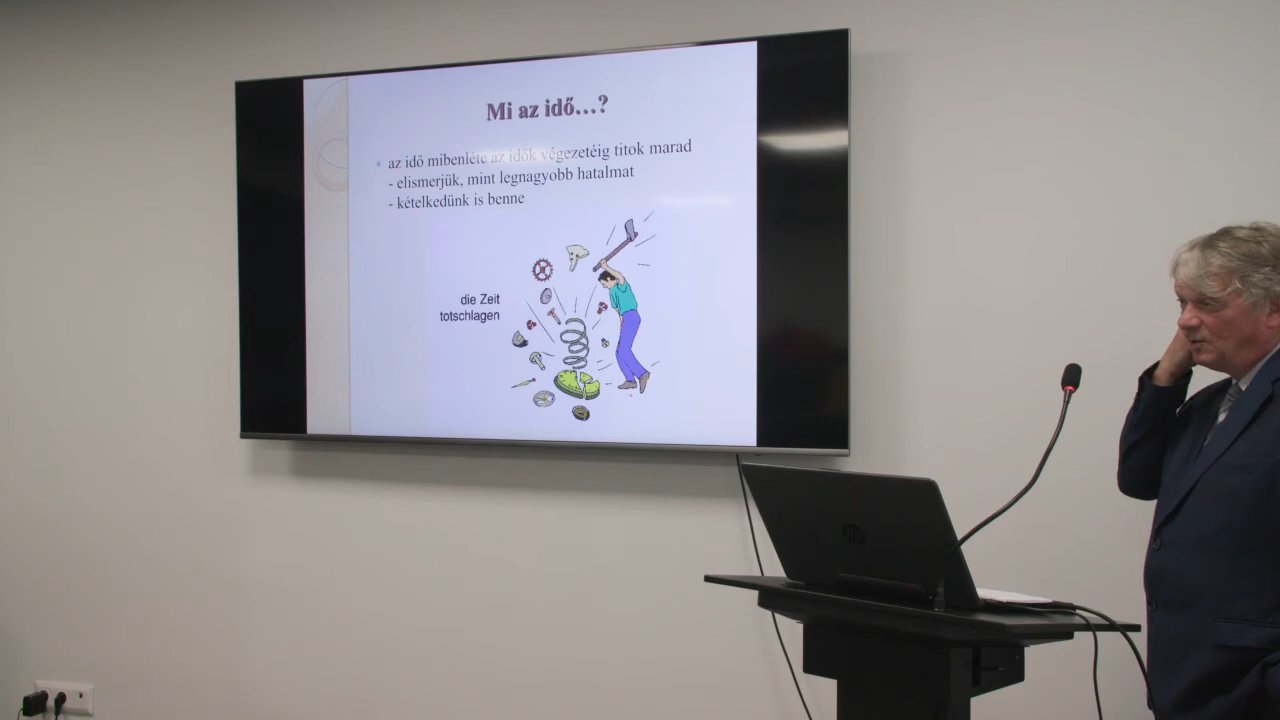 Mi az idő...?
az idő mibenléte az idők végezetéig titok marad
- elismerjük, mint legnagyobb hatalmat
- kételkedünk is benne
die Zeit
totschlagen
hp